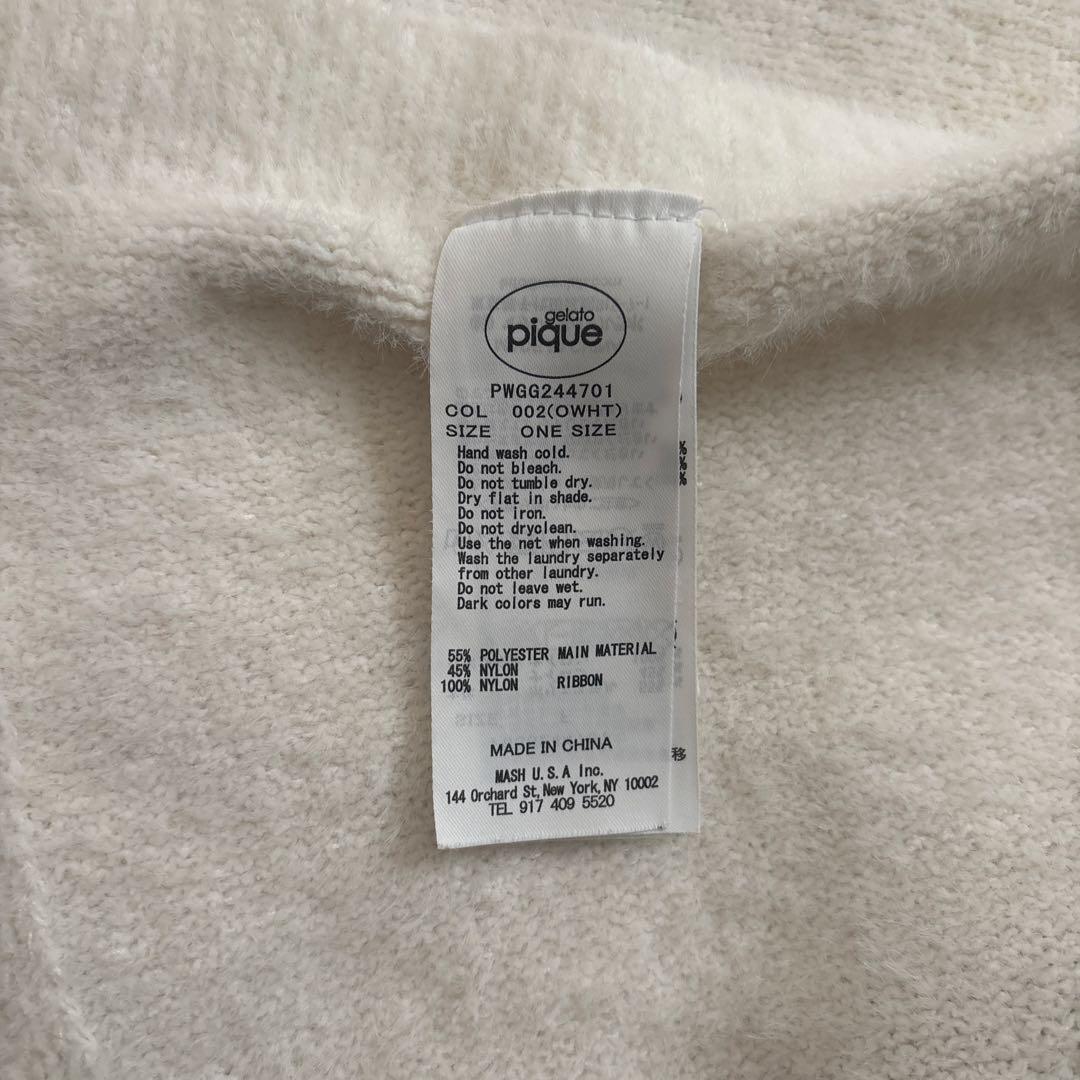 gelato
pique
PWGG244701
COL 002(OWHT)
SIZE ONE SIZE
Hand wash cold.
Do not bleach.
Do not tumble dry.
Dry flat in shade.
Do not iron.
Do not dryclean.
Use the net when washing.
Wash the laundry separately
from other laundry.
Do not leave wet.
Dark colors may run.
55% POLYESTER MAIN MATERIAL
45% NYLON
100% NYLON RIBBON
MADE IN CHINA
移
MASH U.S.A Inc.
144 Orchard St, New York, NY 10002
TEL 917 409 5520